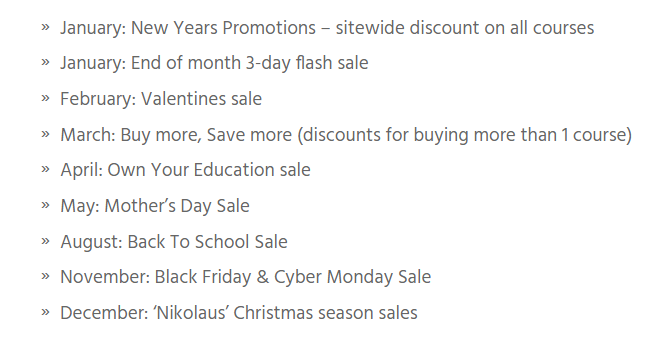 » January: New Years Promotions – sitewide discount on all courses
» January: End of month 3-day flash sale
» February: Valentines sale
» March: Buy more, Save more (discounts for buying more than 1 course)
» April: Own Your Education sale
» May: Mother’s Day Sale
» August: Back To School Sale
» November: Black Friday & Cyber Monday Sale
» December: ‘Nikolaus’ Christmas season sales